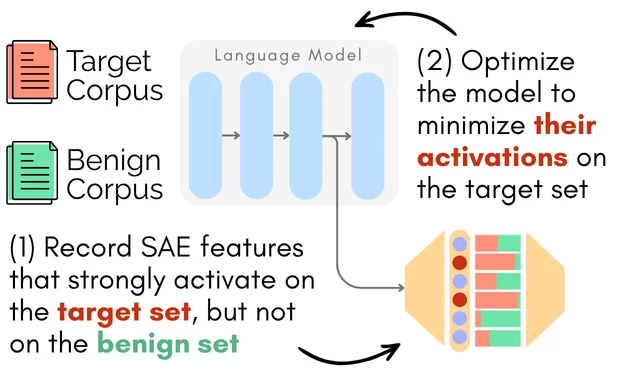 Target
Corpus
Benign
Corpus
Language Model
(2) Optimize
the model to
minimize their
activations on
the target set
(1) Record SAE features
that strongly activate on
the target set, but not
on the benign set